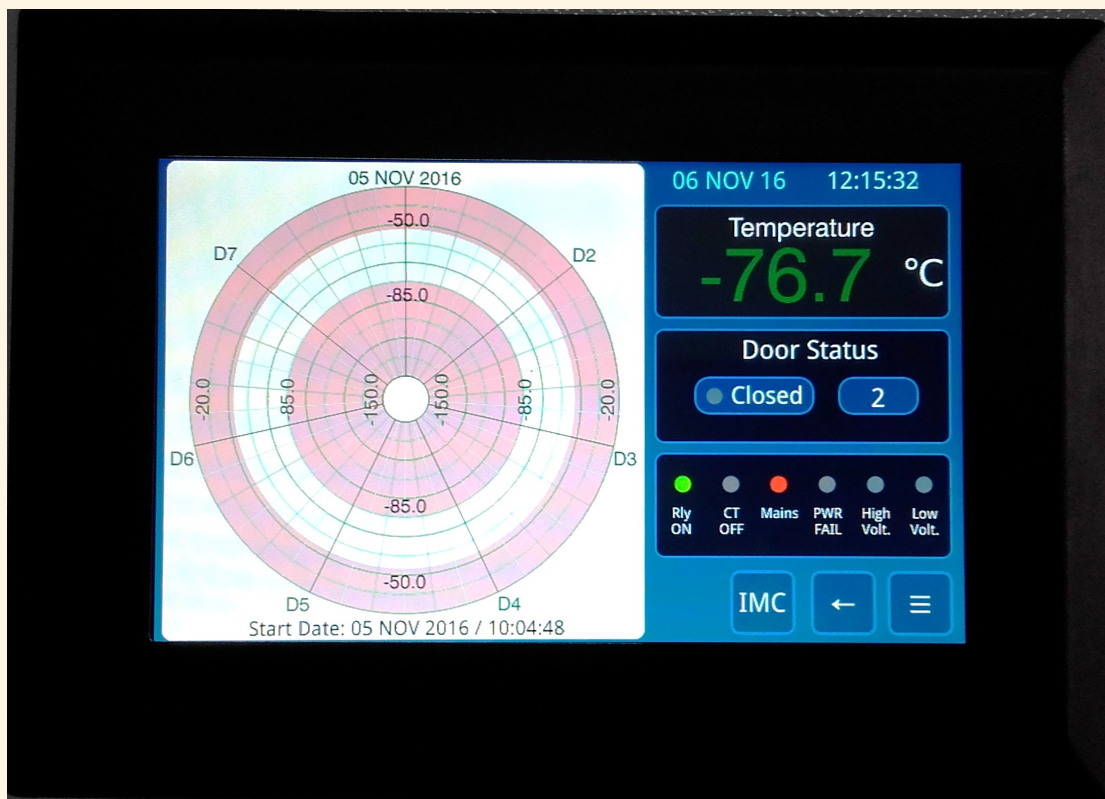 05 NOV 2016
-50.0
D7
D2
-85.0
-20.0
-85.0
-150.0
-150.0
-85.0
-20.0
D6
D3
-85.0
-50.0
D5
D4
Start Date: 05 NOV 2016 / 10:04:48
06 NOV 16 12:15:32
Temperature
-76.7 °C
Door Status
Closed 2
Rly ON
CT OFF
Mains
PWR FAIL
High Volt.
Low Volt.
IMC ← ≡